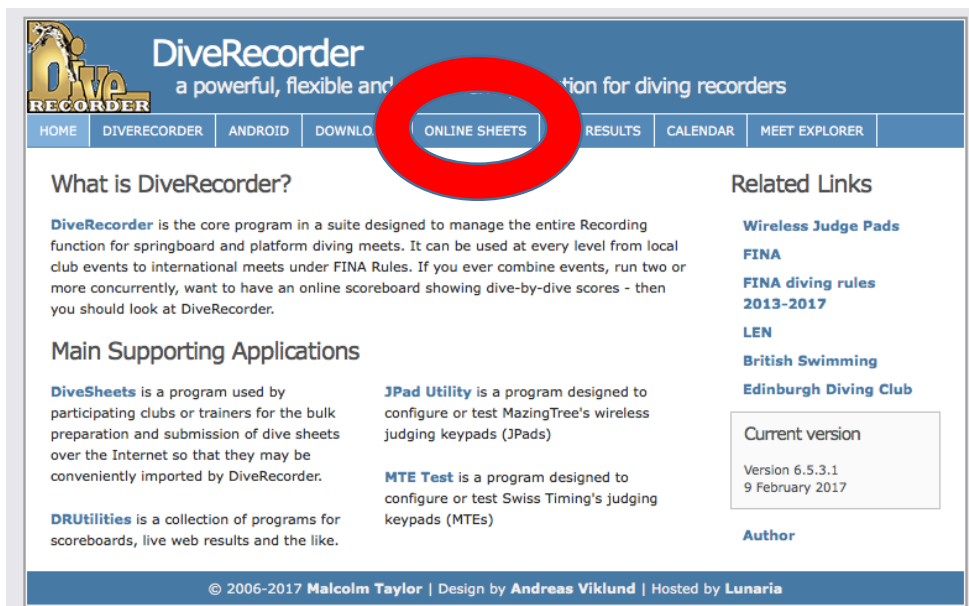 DiveRecorder
Dive
RECORDER
a powerful, flexible and tion for diving recorders
HOME DIVERECORDER ANDROID DOWNLO ONLINE SHEETS RESULTS CALENDAR MEET EXPLORER
What is DiveRecorder?
DiveRecorder is the core program in a suite designed to manage the entire Recording
function for springboard and platform diving meets. It can be used at every level from local
club events to international meets under FINA Rules. If you ever combine events, run two or
more concurrently, want to have an online scoreboard showing dive-by-dive scores - then
you should look at DiveRecorder.
Main Supporting Applications
DiveSheets is a program used by
participating clubs or trainers for the bulk
preparation and submission of dive sheets
over the Internet so that they may be
conveniently imported by DiveRecorder.
DRUtilities is a collection of programs for
scoreboards, live web results and the like.
JPad Utility is a program designed to
configure or test MazingTree's wireless
judging keypads (JPads)
MTE Test is a program designed to
configure or test Swiss Timing's judging
keypads (MTEs)
Related Links
Wireless Judge Pads
FINA
FINA diving rules
2013-2017
LEN
British Swimming
Edinburgh Diving Club
Current version
Version 6.5.3.1
9 February 2017
Author
© 2006-2017 Malcolm Taylor | Design by Andreas Viklund | Hosted by Lunaria